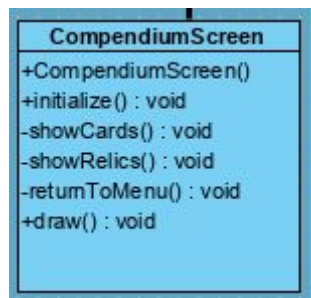 CompendiumScreen
+CompendiumScreen()
+initialize() : void
-showCards() : void
-showRelics() : void
-returnToMenu() : void
+draw() : void